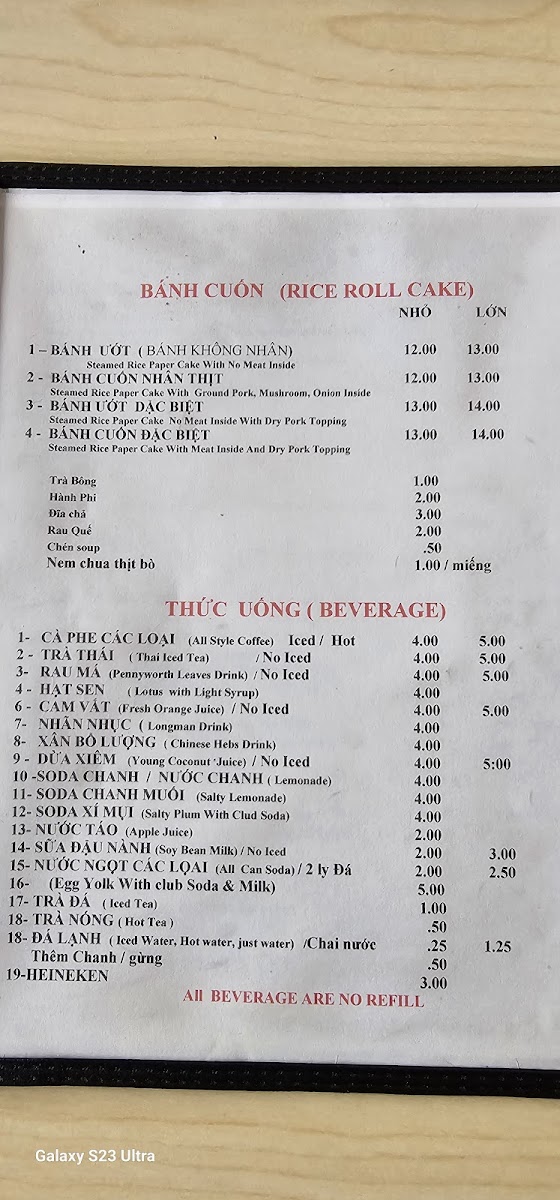 BÁNH CUỐN (RICE ROLL CAKE)
NHỎ LỚN
1 – BÁNH ƯỚT ( BÁNH KHÔNG NHÂN) 12.00 13.00
Steamed Rice Paper Cake With No Meat Inside
2 - BÁNH CUỐN NHÂN THỊT 12.00 13.00
Steamed Rice Paper Cake With Ground Pork, Mushroom, Onion Inside
3 - BÁNH ƯỚT DẶC BIỆT 13.00 14.00
Steamed Rice Paper Cake No Meat Inside With Dry Pork Topping
4 - BÁNH CUỐN ĐẶC BIỆT 13.00 14.00
Steamed Rice Paper Cake With Meat Inside And Dry Pork Topping
Trà Bông 1.00
Hành Phi 2.00
Đĩa chả 3.00
Rau Quế 2.00
Chén soup .50
Nem chua thịt bò 1.00 / miếng
THỨC UỐNG ( BEVERAGE)
1- CÀ PHE CÁC LOẠI (All Style Coffee) Iced / Hot 4.00 5.00
2 - TRÀ THÁI ( Thai Iced Tea) / No Iced 4.00 5.00
3- RAU MÁ (Pennyworth Leaves Drink) / No Iced 4.00 5.00
4 - HẠT SEN ( Lotus with Light Syrup) 4.00
6 - CAM VẮT (Fresh Orange Juice) / No Iced 4.00 5.00
7- NHÃN NHỤC ( Longman Drink) 4.00
8- XÂN BỔ LƯỢNG ( Chinese Hebs Drink) 4.00
9 - DỪA XIÊM (Young Coconut Juice) / No Iced 4.00 5:00
10 -SODA CHANH / NƯỚC CHANH ( Lemonade) 4.00
11- SODA CHANH MUỐI (Salty Lemonade) 4.00
12- SODA XÍ MỤI (Salty Plum With Clud Soda) 4.00
13- NƯỚC TÁO (Apple Juice) 2.00
14- SỮA ĐẬU NÀNH (Soy Bean Milk) / No Iced 2.00 3.00
15- NƯỚC NGỌT CÁC LOẠI (All Can Soda) / 2 ly Đá 2.00 2.50
16- (Egg Yolk With club Soda & Milk) 5.00
17- TRÀ ĐÁ ( Iced Tea) 1.00
18- TRÀ NÓNG ( Hot Tea ) .50
18- ĐÁ LẠNH ( Iced Water, Hot water, just water) /Chai nước .25 1.25
Thêm Chanh / gừng .50
19-HEINEKEN 3.00
All BEVERAGE ARE NO REFILL
Galaxy S23 Ultra